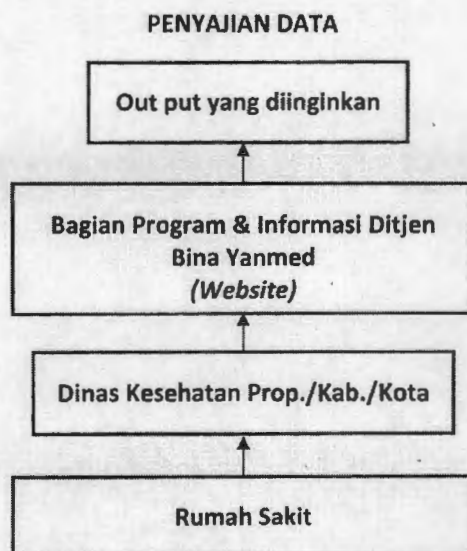 PENYAJIAN DATA
Out put yang diinginkan
Bagian Program & Informasi Ditjen
Bina Yanmed
(Website)
Dinas Kesehatan Prop./Kab./Kota
Rumah Sakit